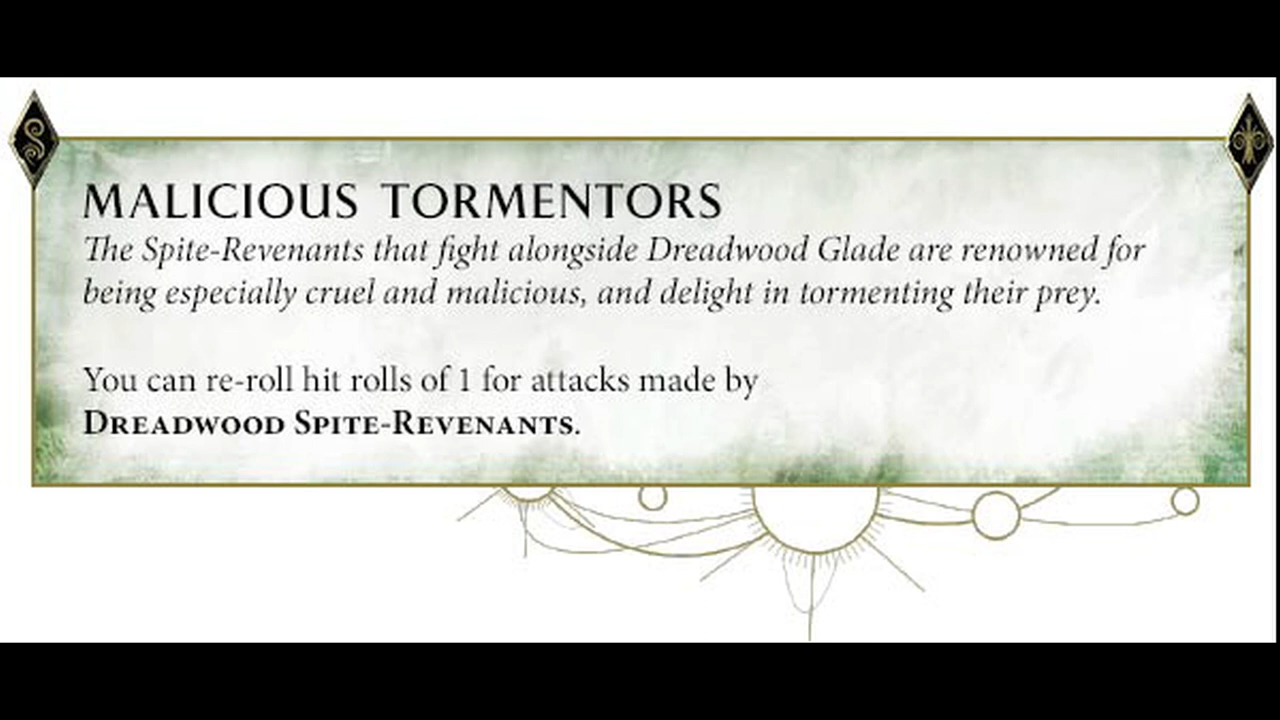 MALICIOUS TORMENTORS
The Spite-Revenants that fight alongside Dreadwood Glade are renowned for
being especially cruel and malicious, and delight in tormenting their prey.
You can re-roll hit rolls of 1 for attacks made by
DREADWOOD SPITE-REVENANTS.